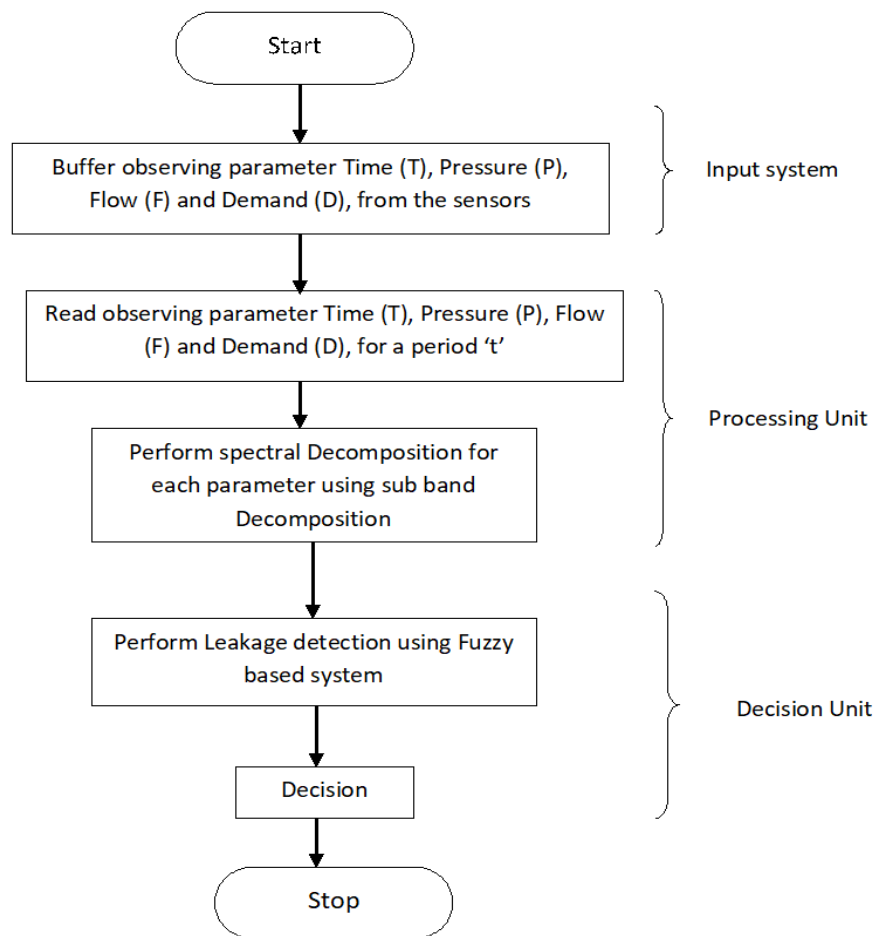 Start
Buffer observing parameter Time (T), Pressure (P),
Flow (F) and Demand (D), from the sensors
Input system
Read observing parameter Time (T), Pressure (P), Flow
(F) and Demand (D), for a period ‘t’
Processing Unit
Perform spectral Decomposition for
each parameter using sub band
Decomposition
Perform Leakage detection using Fuzzy
based system
Decision Unit
Decision
Stop